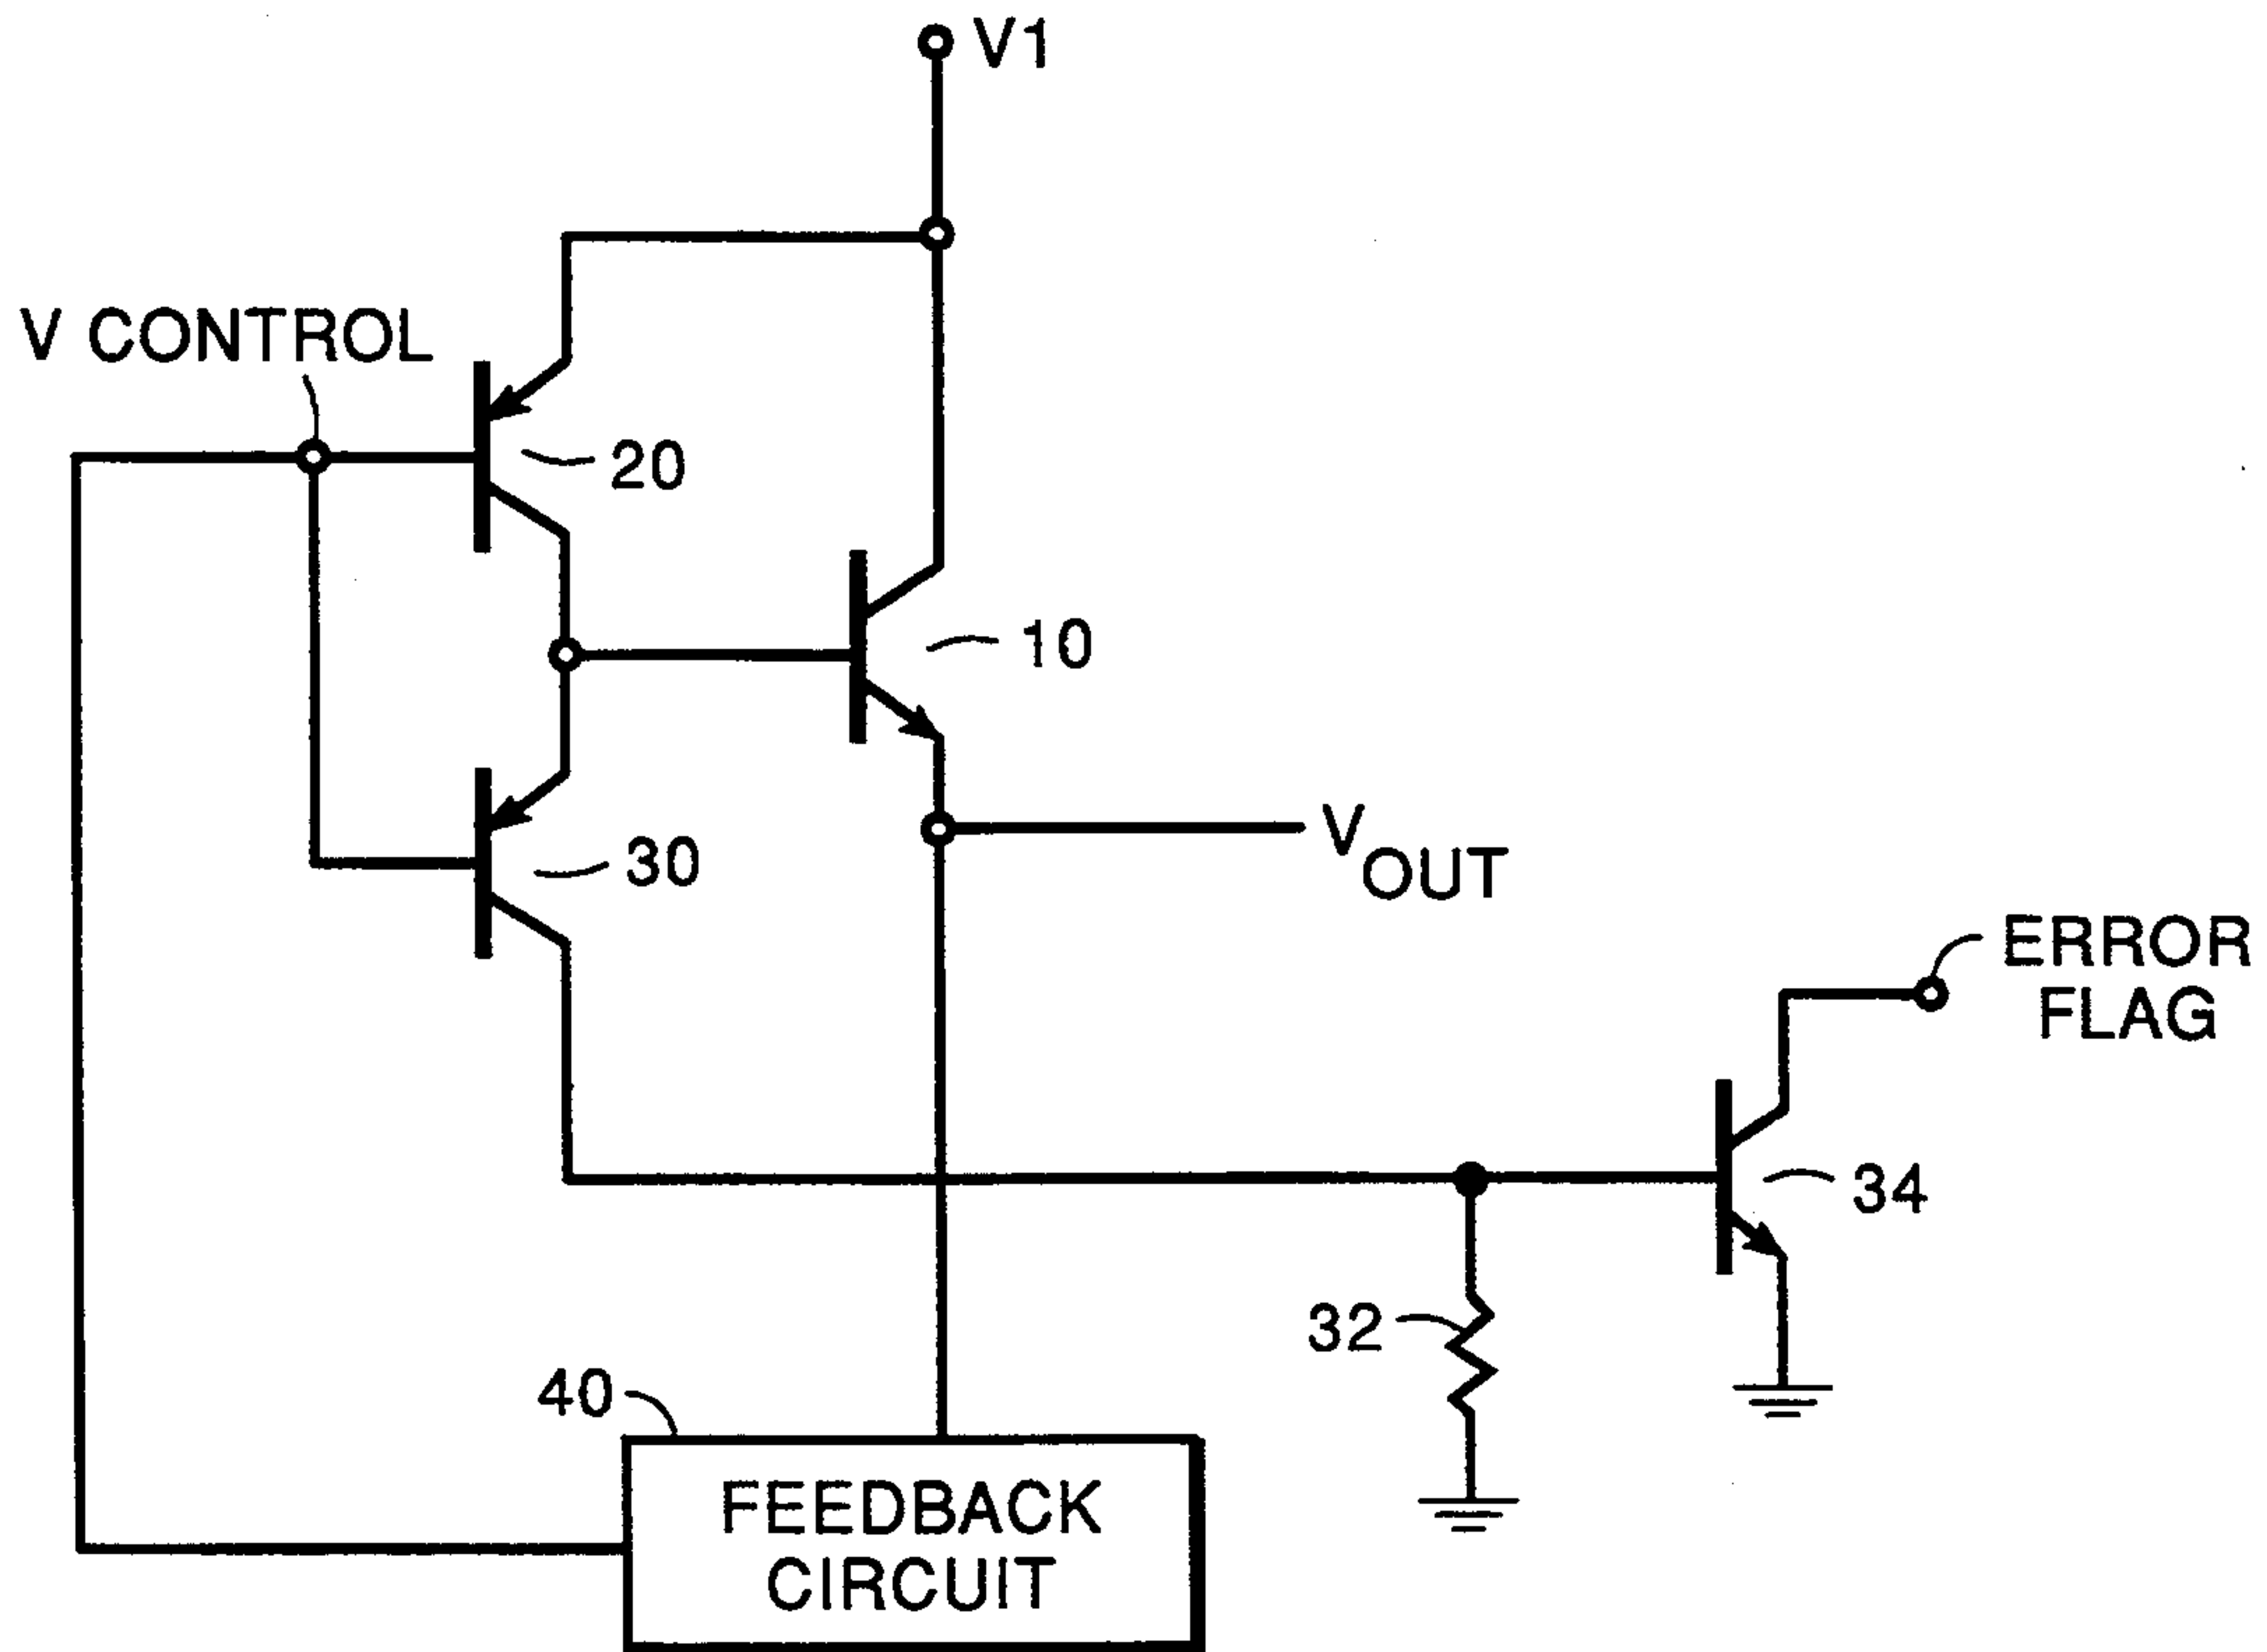 V1
V CONTROL
20
10
30
VOUT
ERROR
FLAG
34
32
40
FEEDBACK
CIRCUIT